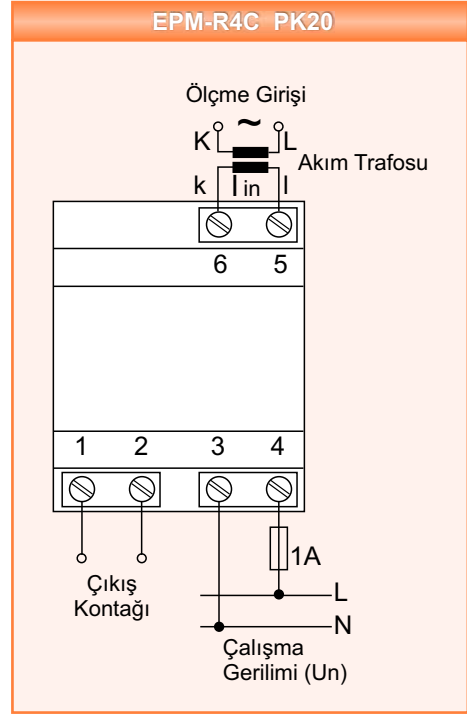 EPM-R4C PK20
Ölçme Girişi
~
K L
Akım Trafosu
k I in l
6 5
1 2 3 4
1A
L
Çıkış
Kontağı
N
Çalışma
Gerilimi (Un)